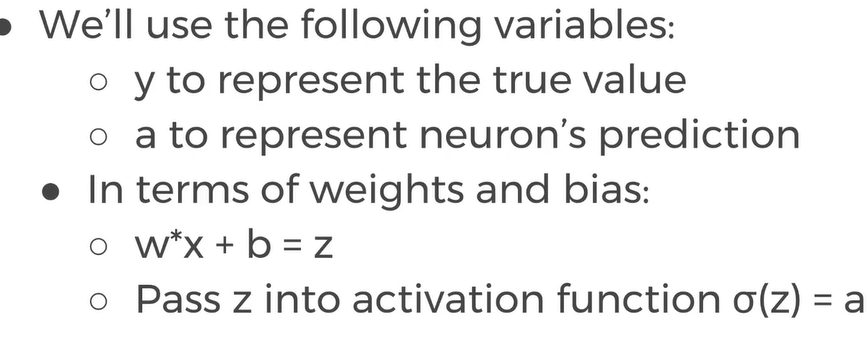 ● We’ll use the following variables:
○ y to represent the true value
○ a to represent neuron’s prediction
● In terms of weights and bias:
○ w*x + b = z
○ Pass z into activation function σ(z) = a